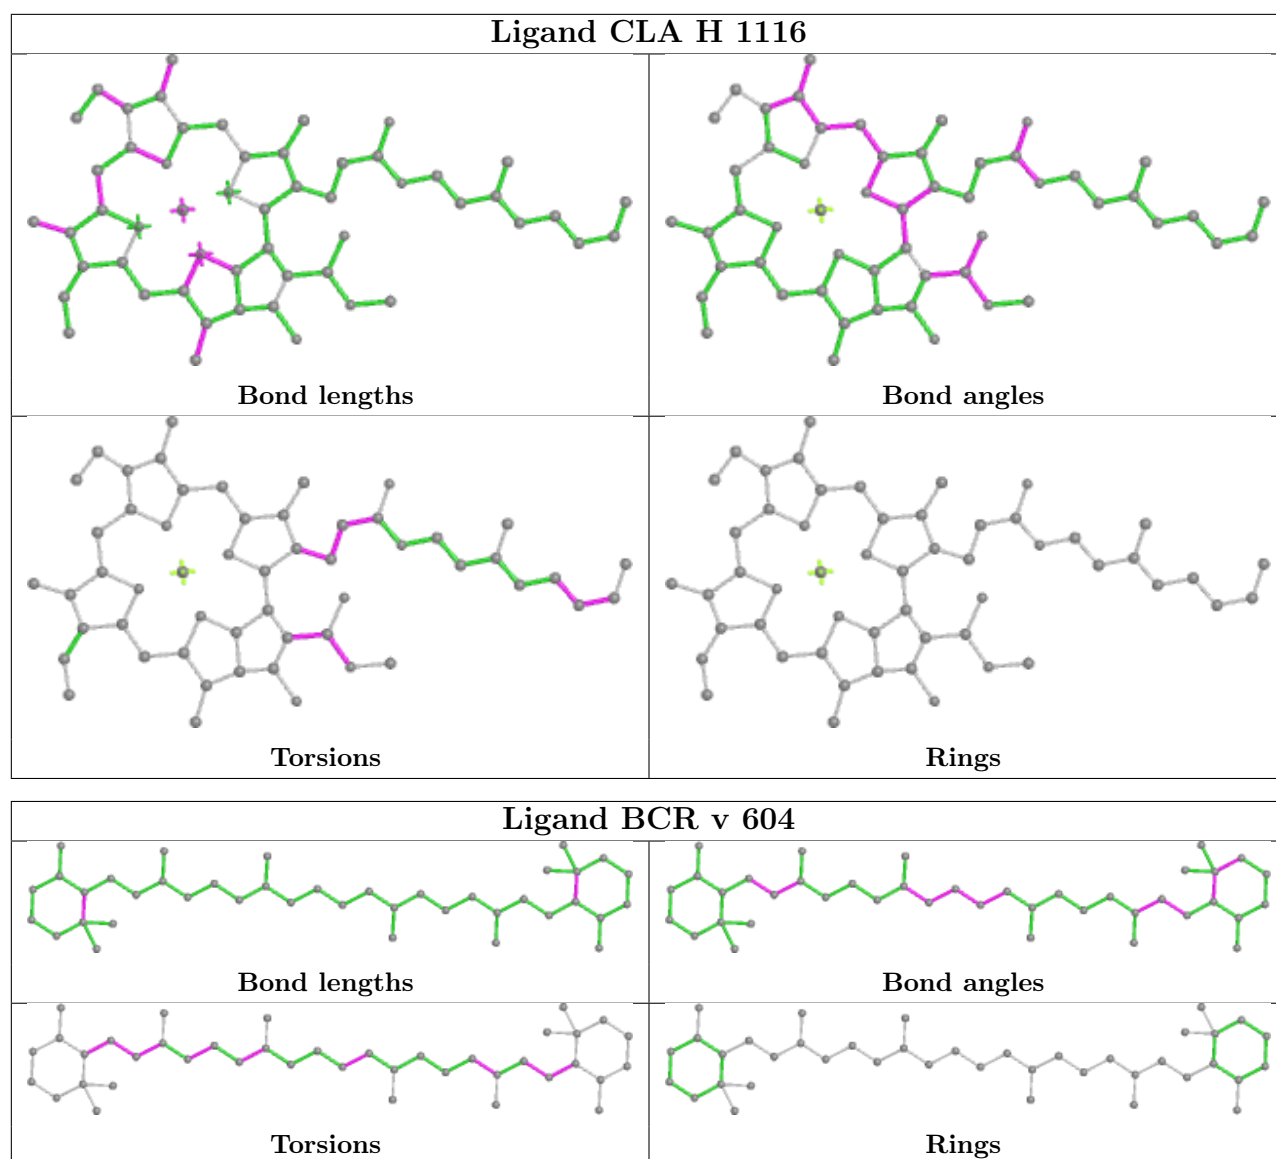 Ligand CLA H 1116
Bond lengths
Bond angles
Torsions
Rings
Ligand BCR v 604
Bond lengths
Bond angles
Torsions
Rings